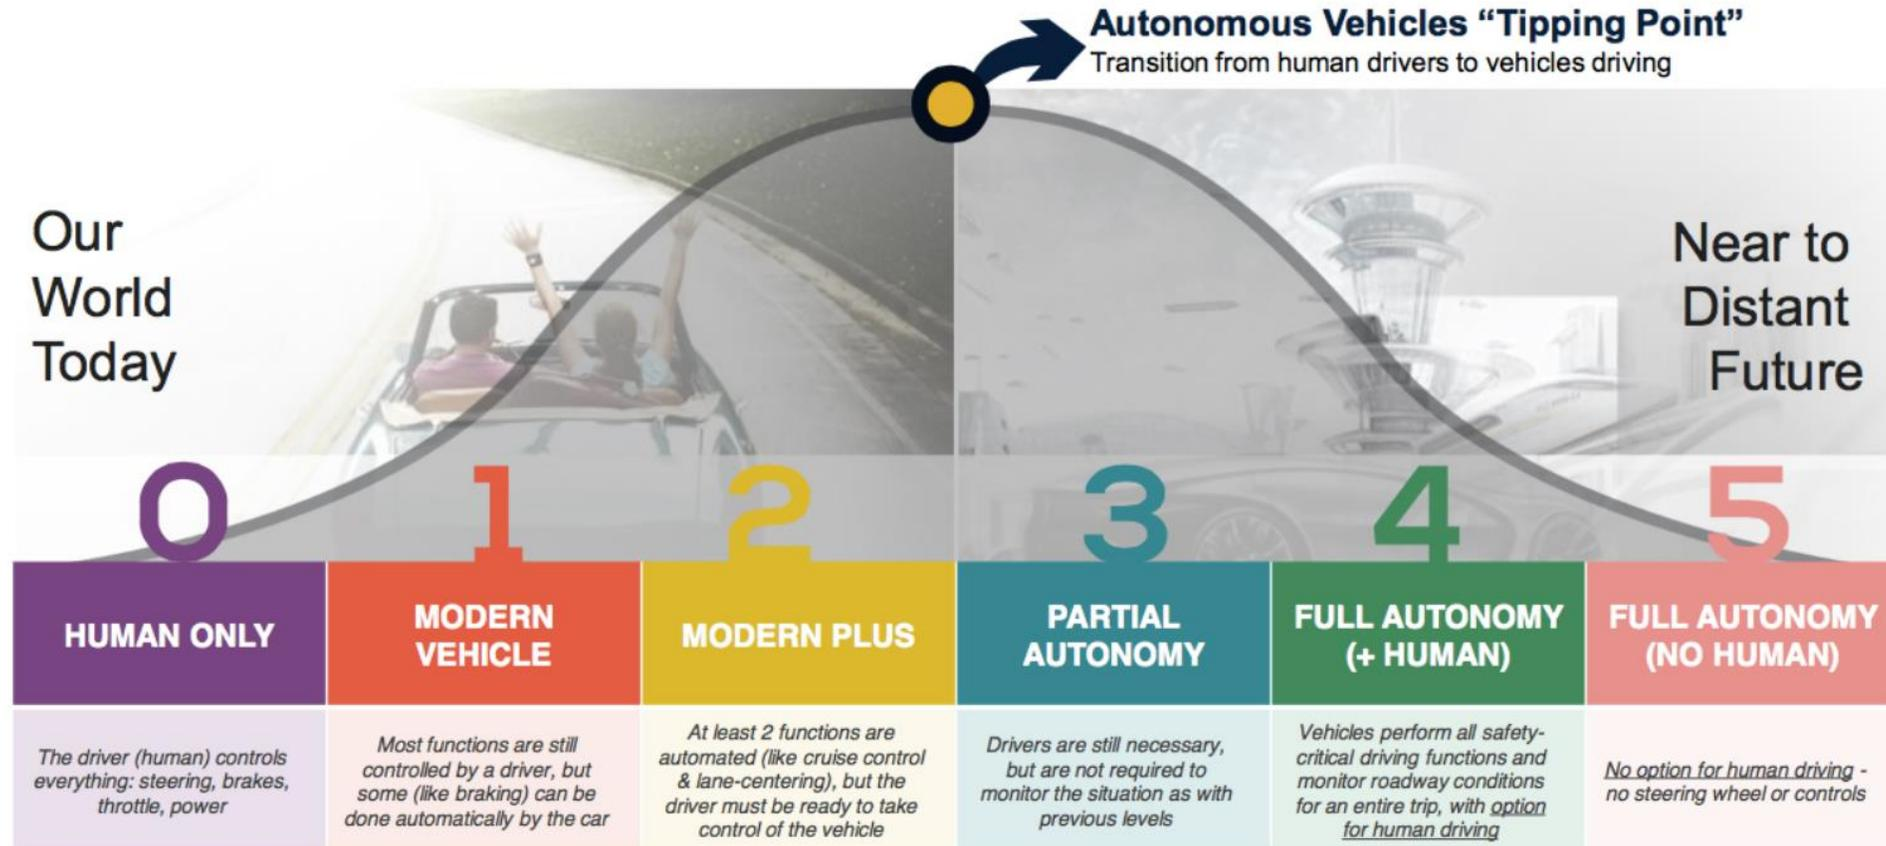 Autonomous Vehicles “Tipping Point”
Transition from human drivers to vehicles driving
Our
World
Today
Near to
Distant
Future
0
1
2
3
4
5
HUMAN ONLY
MODERN
VEHICLE
MODERN PLUS
PARTIAL
AUTONOMY
FULL AUTONOMY
(+ HUMAN)
FULL AUTONOMY
(NO HUMAN)
The driver (human) controls
everything: steering, brakes,
throttle, power
Most functions are still
controlled by a driver, but
some (like braking) can be
done automatically by the car
At least 2 functions are
automated (like cruise control
& lane-centering), but the
driver must be ready to take
control of the vehicle
Drivers are still necessary,
but are not required to
monitor the situation as with
previous levels
Vehicles perform all safety-
critical driving functions and
monitor roadway conditions
for an entire trip, with option
for human driving
No option for human driving -
no steering wheel or controls